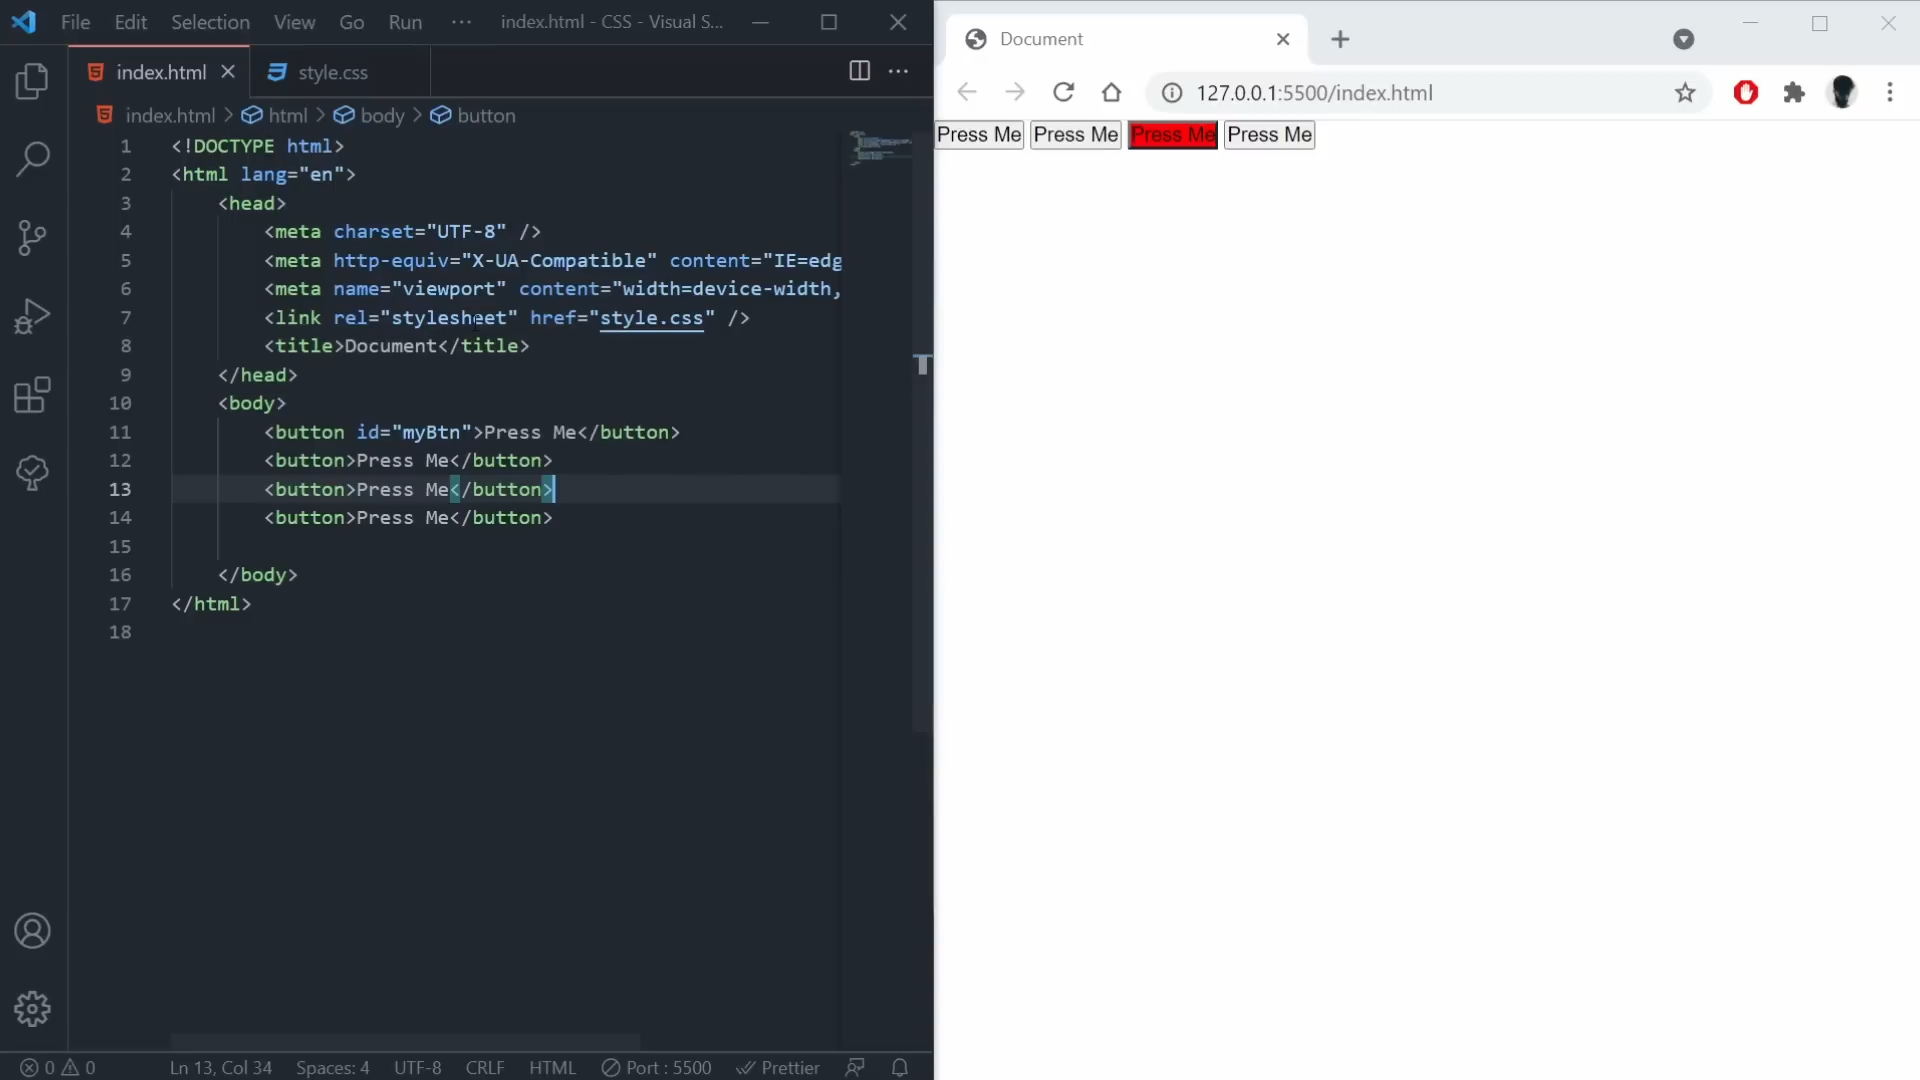 File Edit Selection View Go Run ··· index.html - CSS - Visual S...
index.html style.css
index.html > html > body > button
1 <!DOCTYPE html>
2 <html lang="en">
3 <head>
4 <meta charset="UTF-8" />
5 <meta http-equiv="X-UA-Compatible" content="IE=edg
6 <meta name="viewport" content="width=device-width,
7 <link rel="stylesheet" href="style.css" />
8 <title>Document</title>
9 </head>
10 <body>
11 <button id="myBtn">Press Me</button>
12 <button>Press Me</button>
13 <button>Press Me</button>
14 <button>Press Me</button>
15
16 </body>
17 </html>
18
0 0 Ln 13, Col 34 Spaces: 4 UTF-8 CRLF HTML Port : 5500 Prettier
Document
127.0.0.1:5500/index.html
Press Me Press Me Press Me Press Me